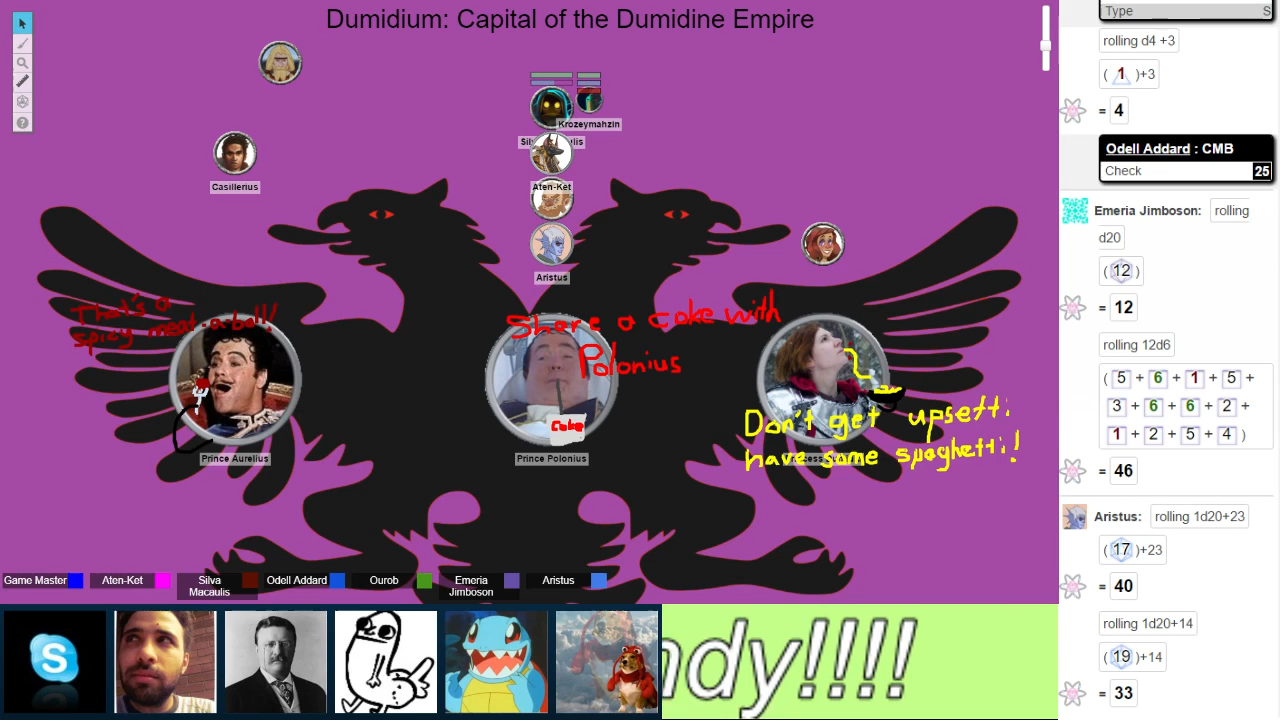 Dumidium: Capital of the Dumidine Empire
Krozeymahzin
Casillerius
Aten-Ket
Aristus
That's a
spicy meat-a-ball!
Share a coke with
Polonius
Coke
Don't get upsetti
have some spaghetti!
Prince Aurelius
Prince Polonius
Game Master
Aten-Ket
Silva
Macaulis
Odell Addard
Ourob
Emeria
Jimboson
Aristus
S
ndy!!!!
Type S
rolling d4 +3
( 1 )+3
= 4
Odell Addard : CMB
Check 25
Emeria Jimboson: rolling
d20
( 12 )
= 12
rolling 12d6
( 5 + 6 + 1 + 5 +
3 + 6 + 6 + 2 +
1 + 2 + 5 + 4 )
= 46
Aristus: rolling 1d20+23
( 17 )+23
= 40
rolling 1d20+14
( 19 )+14
= 33